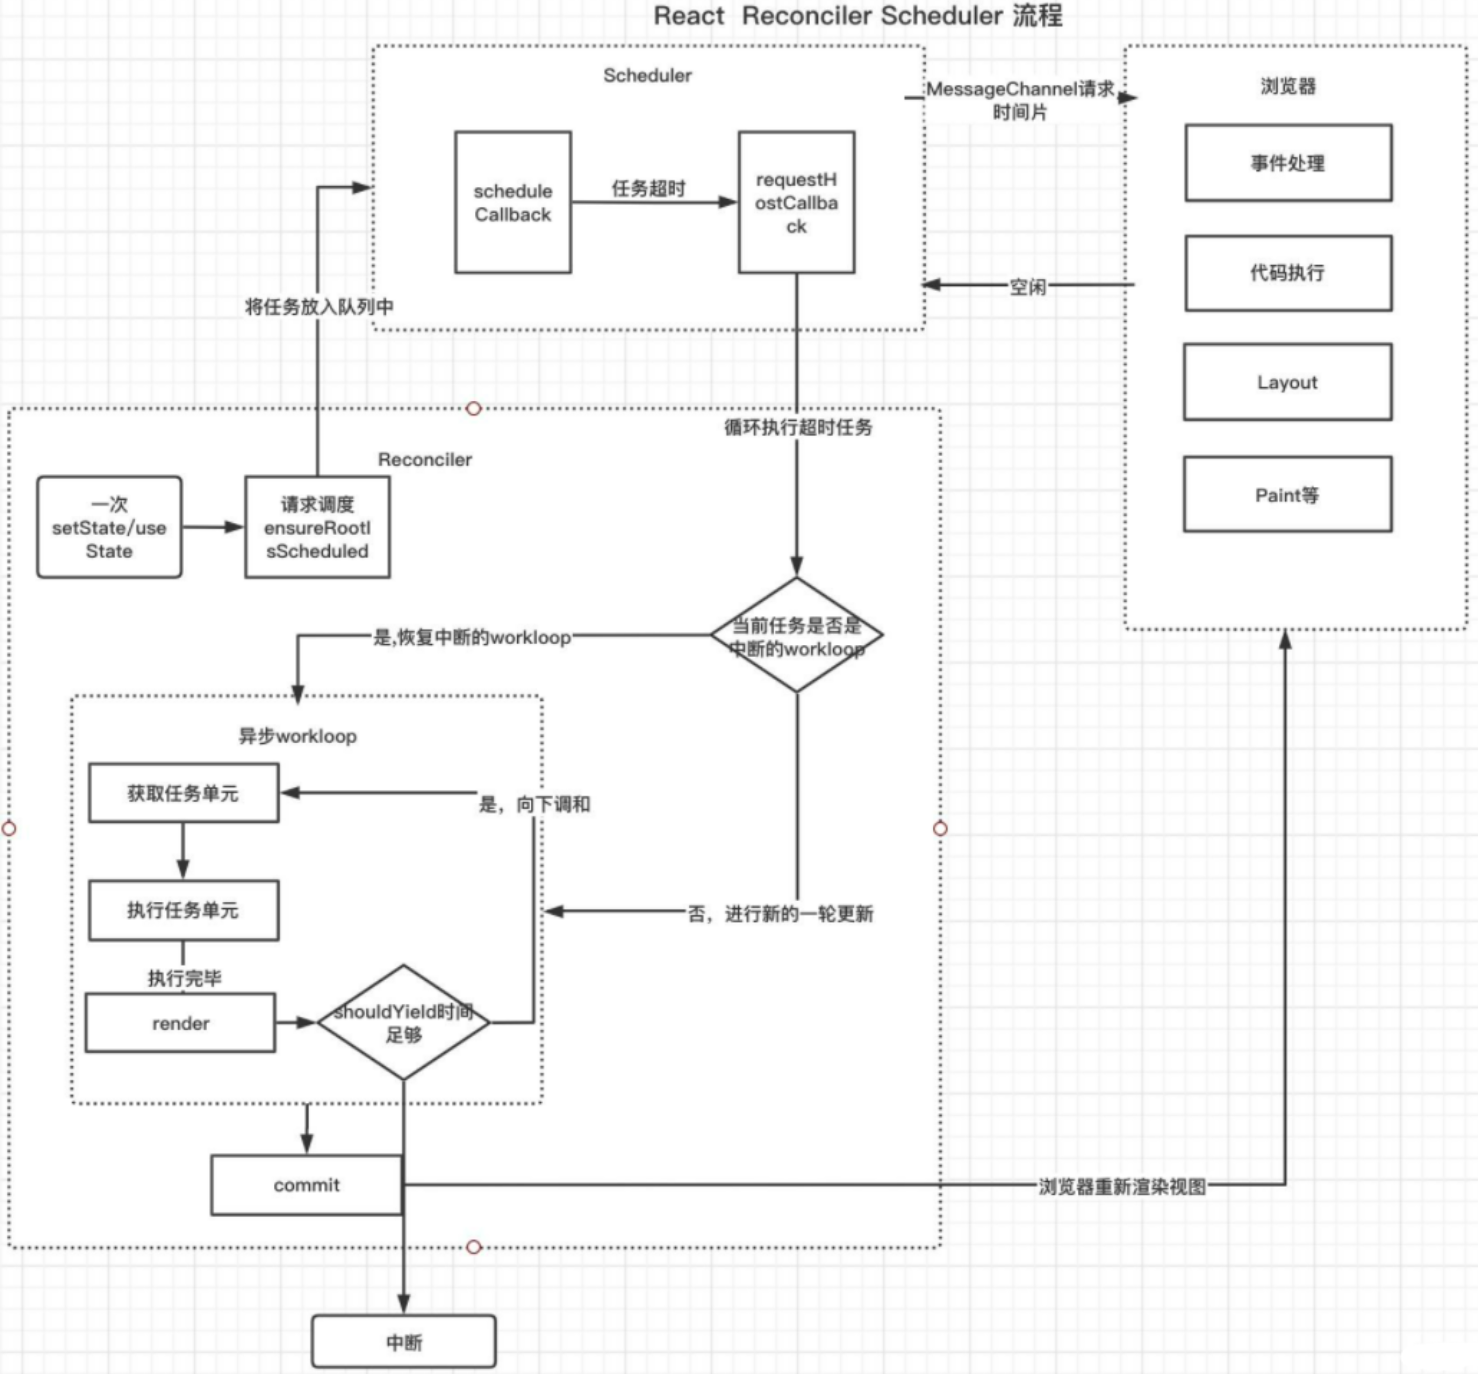 React Reconciler Scheduler 流程
Scheduler
schedule
Callback
任务超时
requestH
ostCallba
ck
MessageChannel请求
时间片
空闲
浏览器
事件处理
代码执行
Layout
Paint等
将任务放入队列中
循环执行超时任务
Reconciler
一次
setState/use
State
请求调度
ensureRootI
sScheduled
当前任务是否是
中断的workloop
是,恢复中断的workloop
异步workloop
获取任务单元
是，向下调和
执行任务单元
否，进行新的一轮更新
执行完毕
render
shouldYield时间
足够
commit
浏览器重新渲染视图
中断